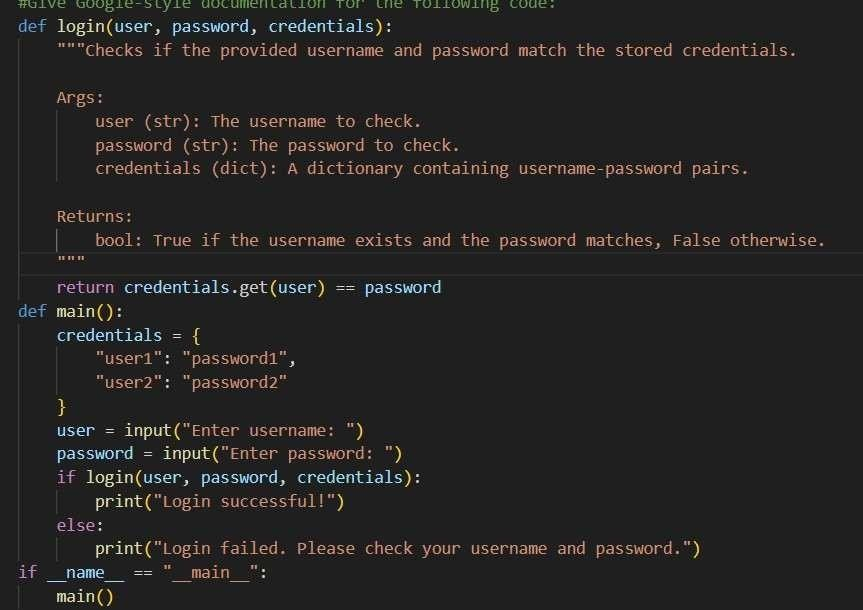 #Give Google-style documentation for the following code:
def login(user, password, credentials):
    """Checks if the provided username and password match the stored credentials.
    Args:
        user (str): The username to check.
        password (str): The password to check.
        credentials (dict): A dictionary containing username-password pairs.
    Returns:
        bool: True if the username exists and the password matches, False otherwise.
    """
    return credentials.get(user) == password
def main():
    credentials = {
        "user1": "password1",
        "user2": "password2"
    }
    user = input("Enter username: ")
    password = input("Enter password: ")
    if login(user, password, credentials):
        print("Login successful!")
    else:
        print("Login failed. Please check your username and password.")
if __name__ == "__main__":
    main()